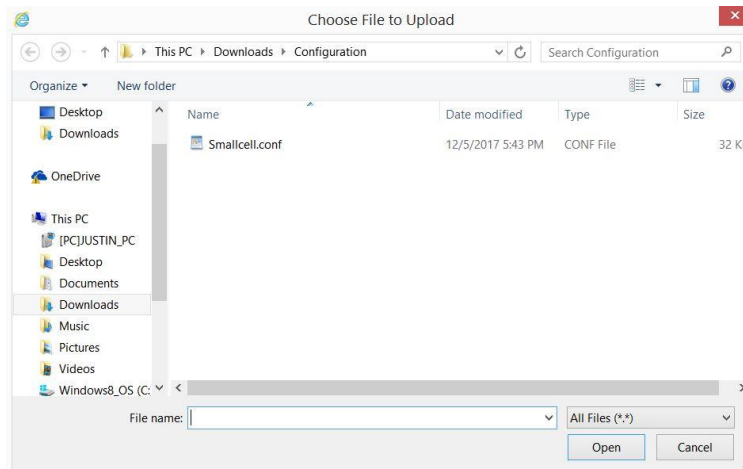 Choose File to Upload
This PC Downloads Configuration
Search Configuration
Organize New folder
Name Date modified Type Size
Smallcell.conf 12/5/2017 5:43 PM CONF File 32 K
Desktop
Downloads
OneDrive
This PC
[PC]JUSTIN_PC
Desktop
Documents
Downloads
Music
Pictures
Videos
Windows8_OS (C:
File name: All Files (*.*)
Open Cancel